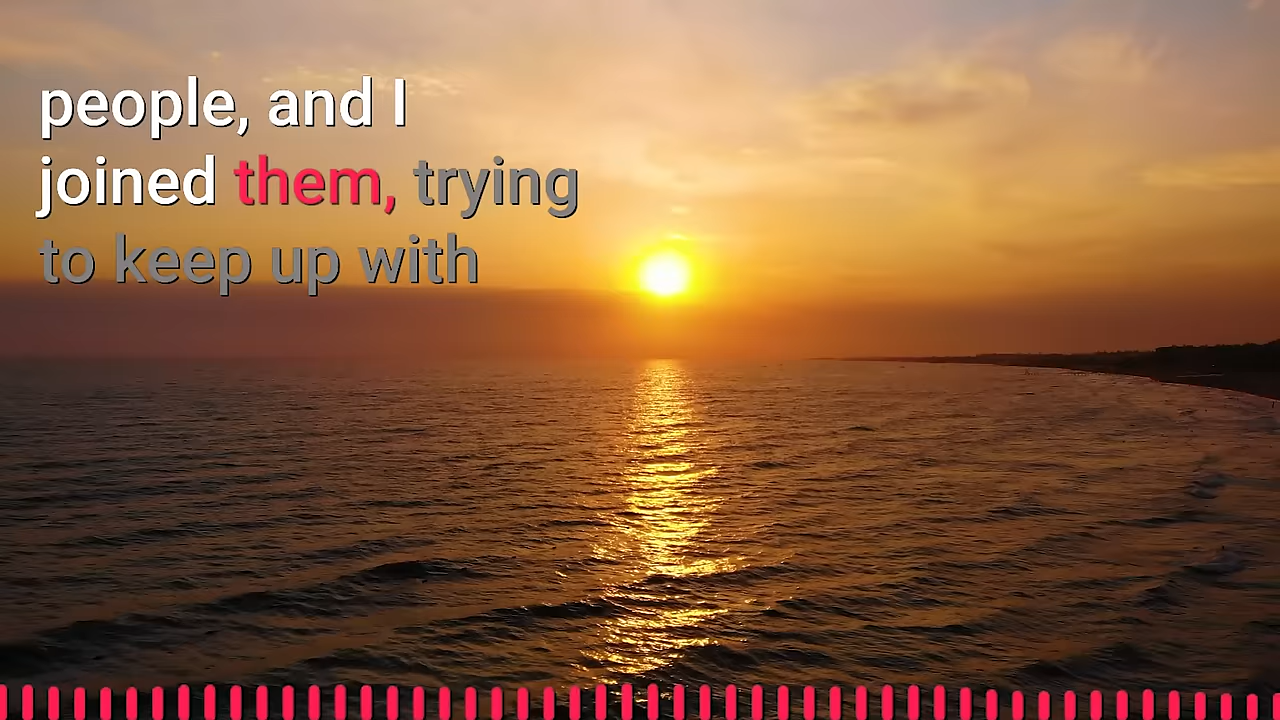 people, and I
joined them, trying
to keep up with